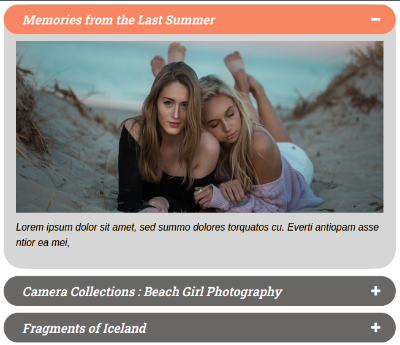 Memories from the Last Summer
Lorem ipsum dolor sit amet, sed summo dolores torquatos cu. Everti antiopam asse
ntior ea mei,
Camera Collections : Beach Girl Photography
Fragments of Iceland